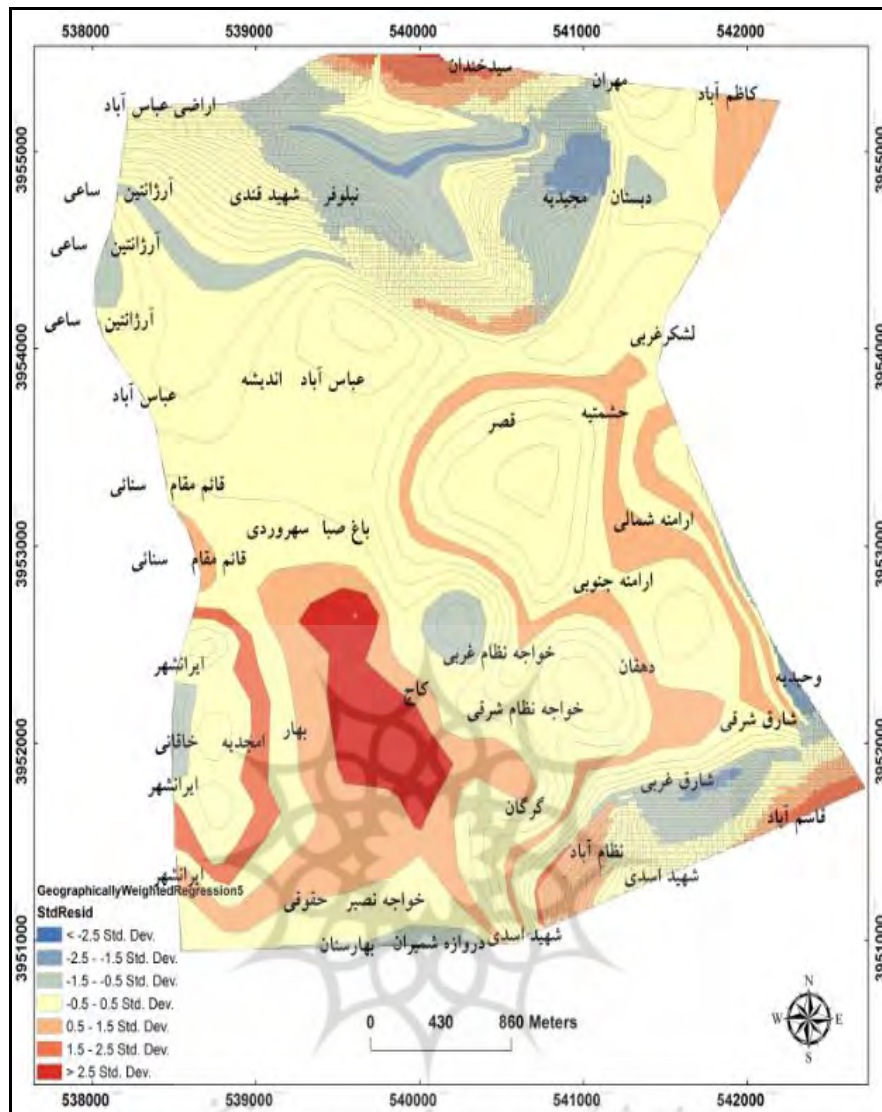 538000 539000 540000 541000 542000
سیدخندان
مهران
کاظم آباد
اراضی عباس آباد
3955000
3955000
ساعی آرژانتین
شهید قندی نیلوفر
مجیدیه
دبستان
ساعی آرژانتین
ساعی آرژانتین
لشکرغربی
3954000
3954000
عباس آباد
عباس آباد اندیشه
قصر
حشمتیه
قائم مقام سنائی
باغ صبا سهروردی
ارامنه شمالی
3953000
3953000
قائم مقام سنائی
ارامنه جنوبی
ایرانشهر
خواجه نظام غربی
دهقان
وحیدیه
کاج
خواجه نظام شرقی
شارق شرقی
خاقانی
امجدیه
بهار
3952000
3952000
ایرانشهر
شارق غربی
گرگان
قاسم آباد
نظام آباد
ایرانشهر
شهید اسدی
خواجه نصیر حقوقی
شهید اسدی
دروازه شمیران
بهارستان
3951000
3951000
GeographicallyWeightedRegression5
StdResid
< -2.5 Std. Dev.
-2.5 - -1.5 Std. Dev.
-1.5 - -0.5 Std. Dev.
-0.5 - 0.5 Std. Dev.
0.5 - 1.5 Std. Dev.
1.5 - 2.5 Std. Dev.
> 2.5 Std. Dev.
0 430 860 Meters
N
W E
S
538000 539000 540000 541000 542000